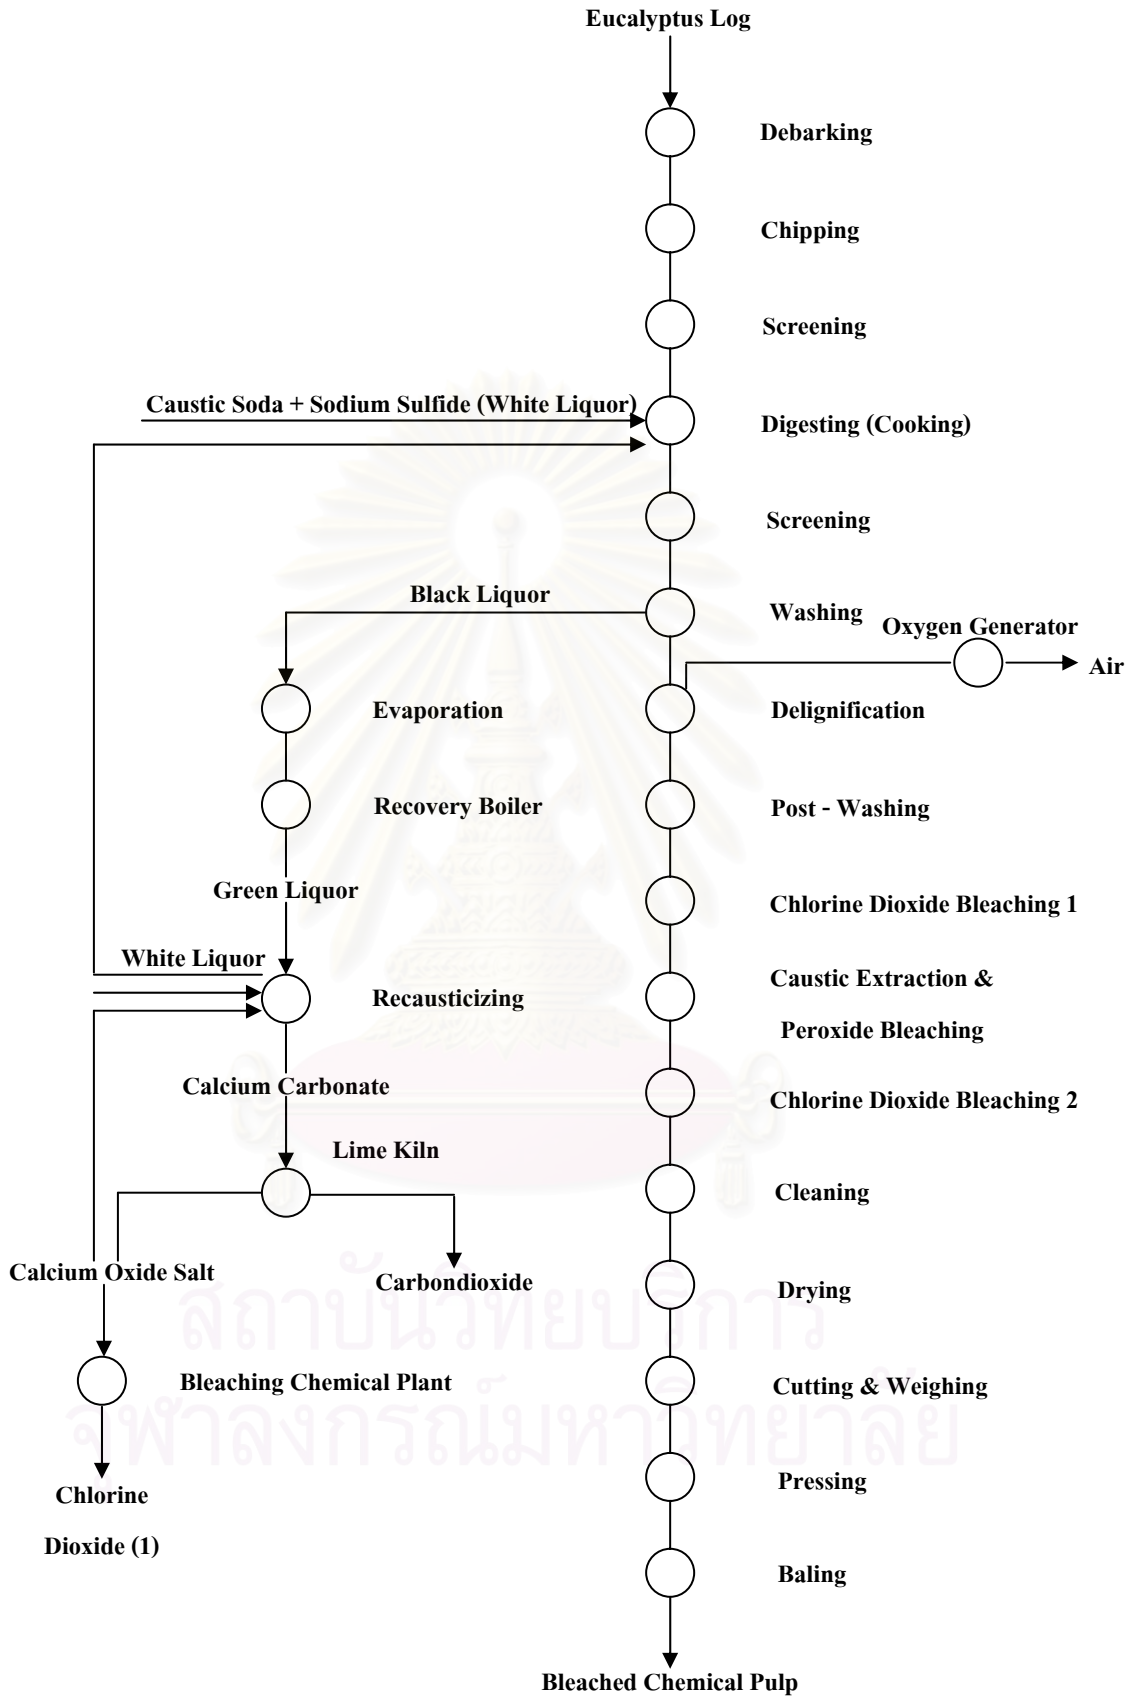 Eucalyptus Log
Debarking
Chipping
Screening
Caustic Soda + Sodium Sulfide (White Liquor)
Digesting (Cooking)
Screening
Black Liquor
Washing
Oxygen Generator
Air
Evaporation
Delignification
Recovery Boiler
Post - Washing
Green Liquor
Chlorine Dioxide Bleaching 1
White Liquor
Recausticizing
Caustic Extraction &
Peroxide Bleaching
Calcium Carbonate
Chlorine Dioxide Bleaching 2
Lime Kiln
Cleaning
Calcium Oxide Salt
Carbondioxide
Drying
สถาบันวิทยบริการ
Bleaching Chemical Plant
Cutting & Weighing
จุฬาลงกรณ์มหาวิทยาลัย
Pressing
Chlorine
Dioxide (1)
Baling
Bleached Chemical Pulp